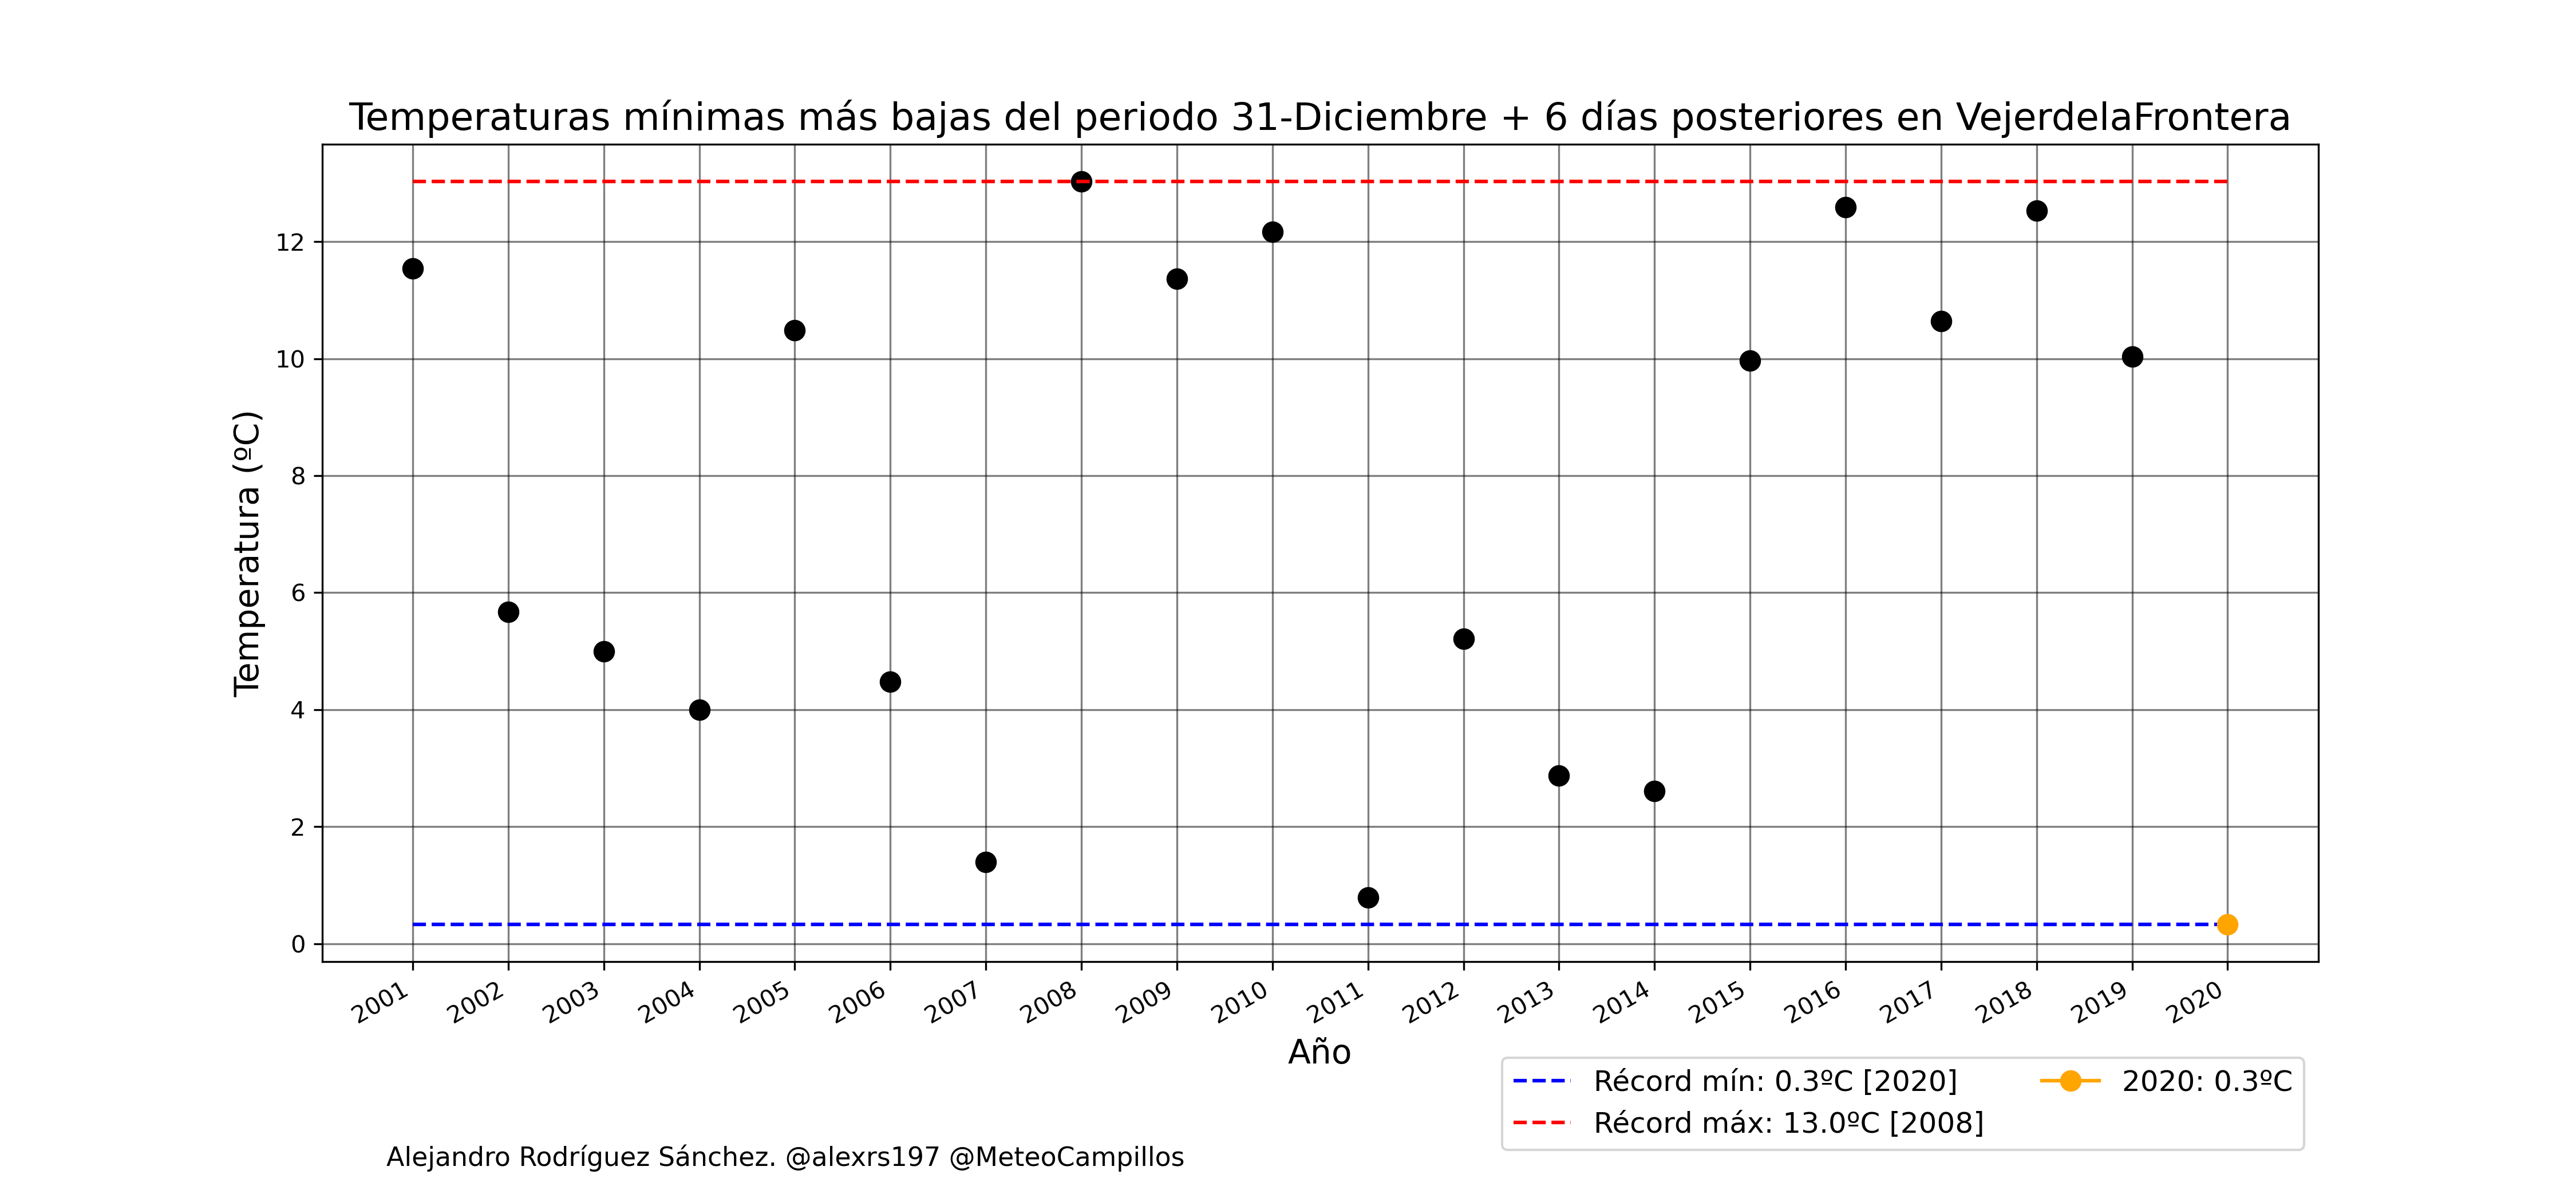 Temperaturas mínimas más bajas del periodo 31-Diciembre + 6 días posteriores en VejerdelaFrontera
Temperatura (ºC)
12
10
8
6
4
2
0
2001 2002 2003 2004 2005 2006 2007 2008 2009 2010 2011 2012 2013 2014 2015 2016 2017 2018 2019 2020
Año
Récord mín: 0.3ºC [2020]
Récord máx: 13.0ºC [2008]
2020: 0.3ºC
Alejandro Rodríguez Sánchez. @alexrs197 @MeteoCampillos